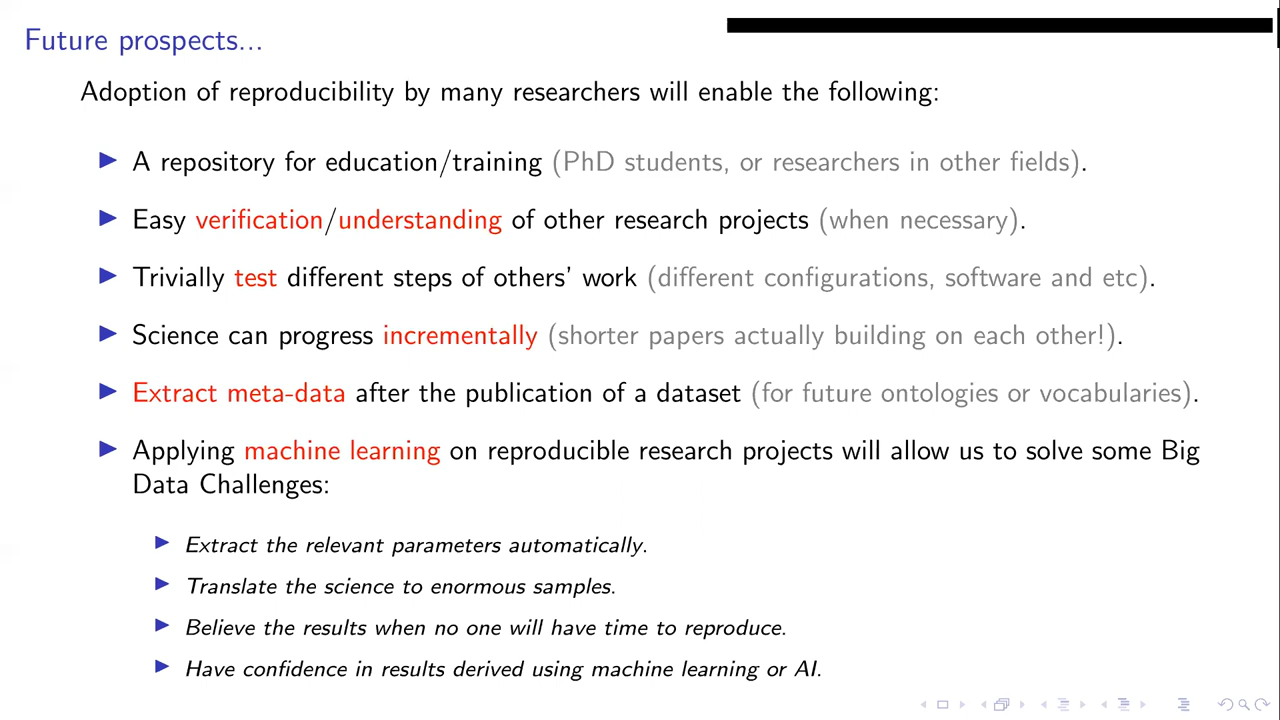 Future prospects...
Adoption of reproducibility by many researchers will enable the following:
A repository for education/training (PhD students, or researchers in other fields).
Easy verification/understanding of other research projects (when necessary).
Trivially test different steps of others' work (different configurations, software and etc).
Science can progress incrementally (shorter papers actually building on each other!).
Extract meta-data after the publication of a dataset (for future ontologies or vocabularies).
Applying machine learning on reproducible research projects will allow us to solve some Big
Data Challenges:
Extract the relevant parameters automatically.
Translate the science to enormous samples.
Believe the results when no one will have time to reproduce.
Have confidence in results derived using machine learning or AI.